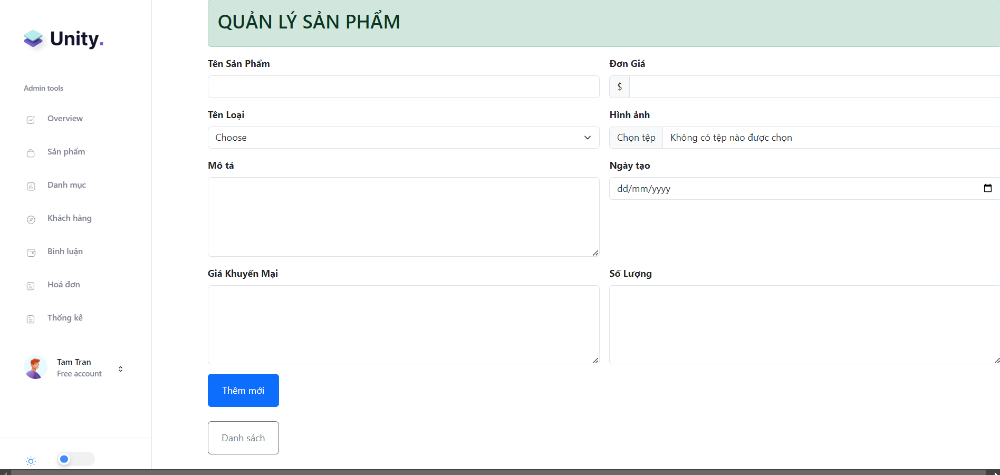 Unity.
Admin tools
Overview
Sản phẩm
Danh mục
Khách hàng
Bình luận
Hoá đơn
Thống kê
Tam Tran
Free account
QUẢN LÝ SẢN PHẨM
Tên Sản Phẩm
Đơn Giá
$
Tên Loại
Choose
Hình ảnh
Chọn tệp Không có tệp nào được chọn
Mô tả
Ngày tạo
dd/mm/yyyy
Giá Khuyến Mại
Số Lượng
Thêm mới
Danh sách